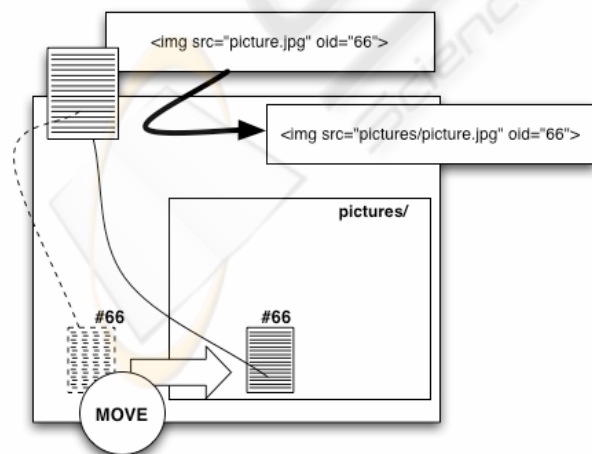 <img src="picture.jpg" oid="66">
<img src="pictures/picture.jpg" oid="66">
pictures/
#66
#66
MOVE